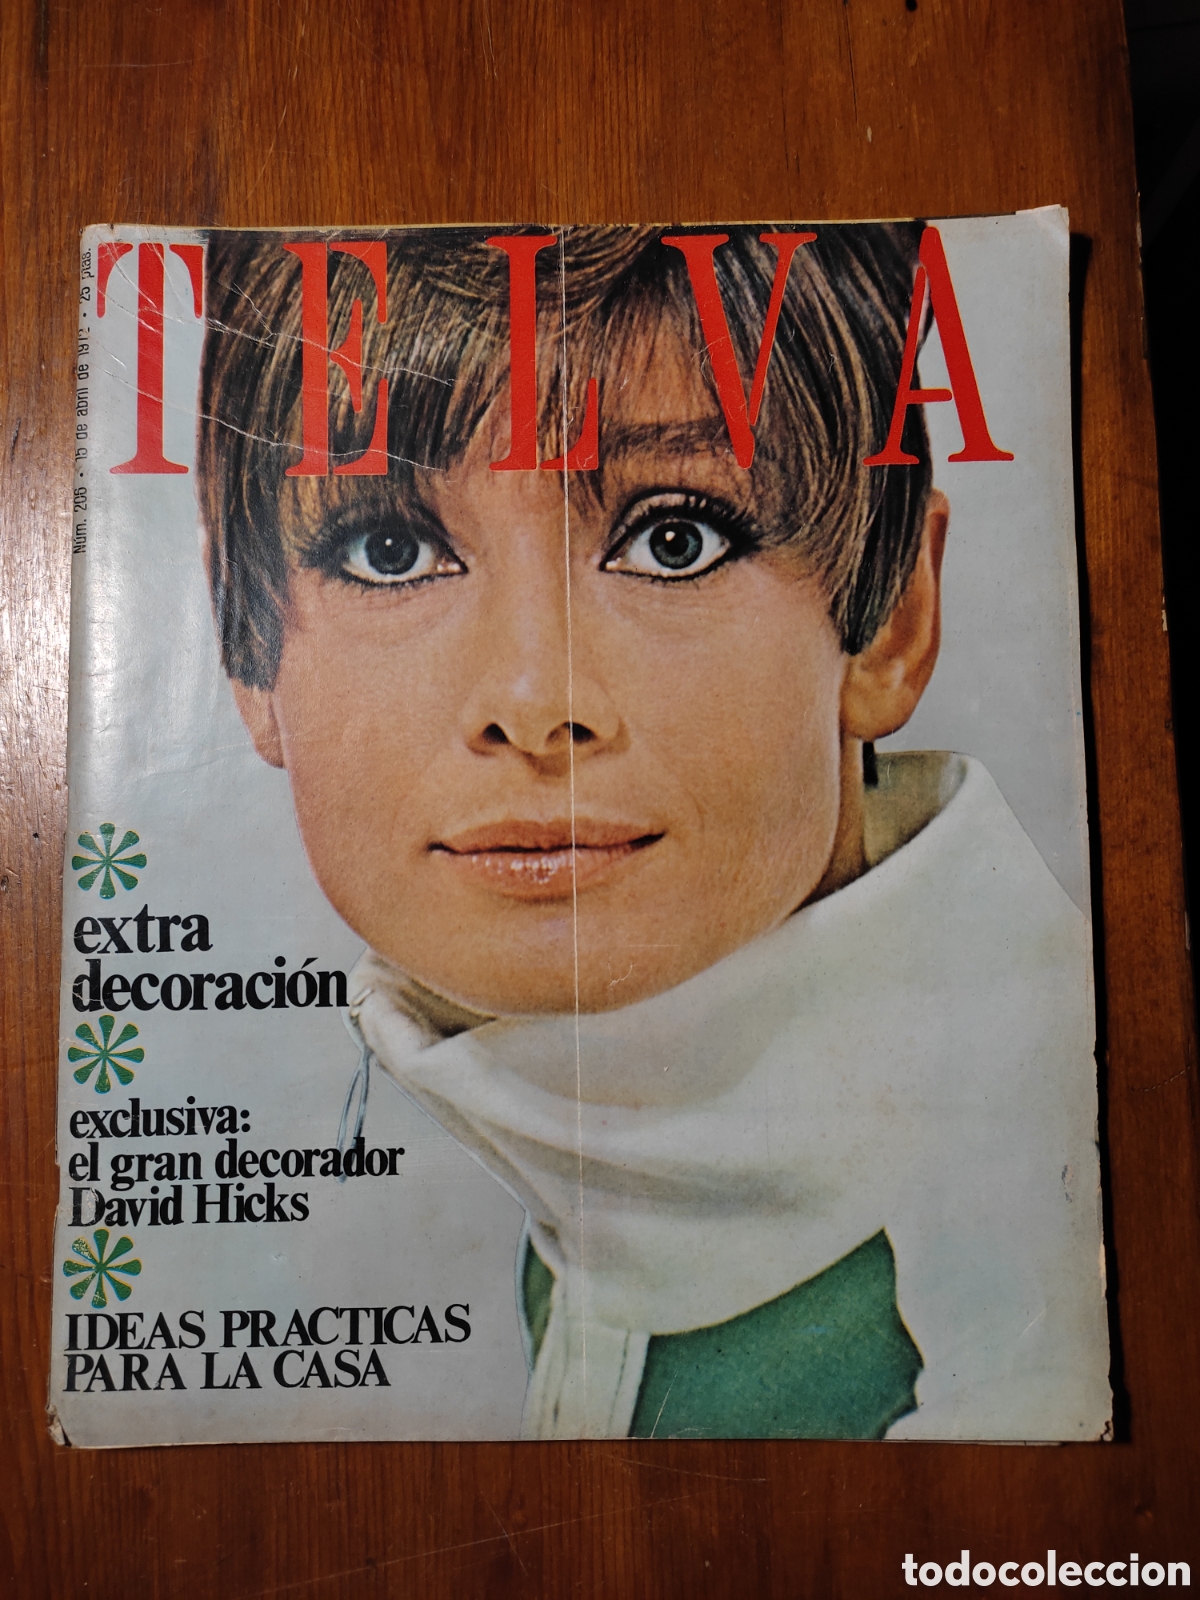 TELVA
Núm. 206 • 15 de abril de 1972 • 25 ptas.
extra
decoración
exclusiva:
el gran decorador
David Hicks
IDEAS PRACTICAS
PARA LA CASA
todocoleccion